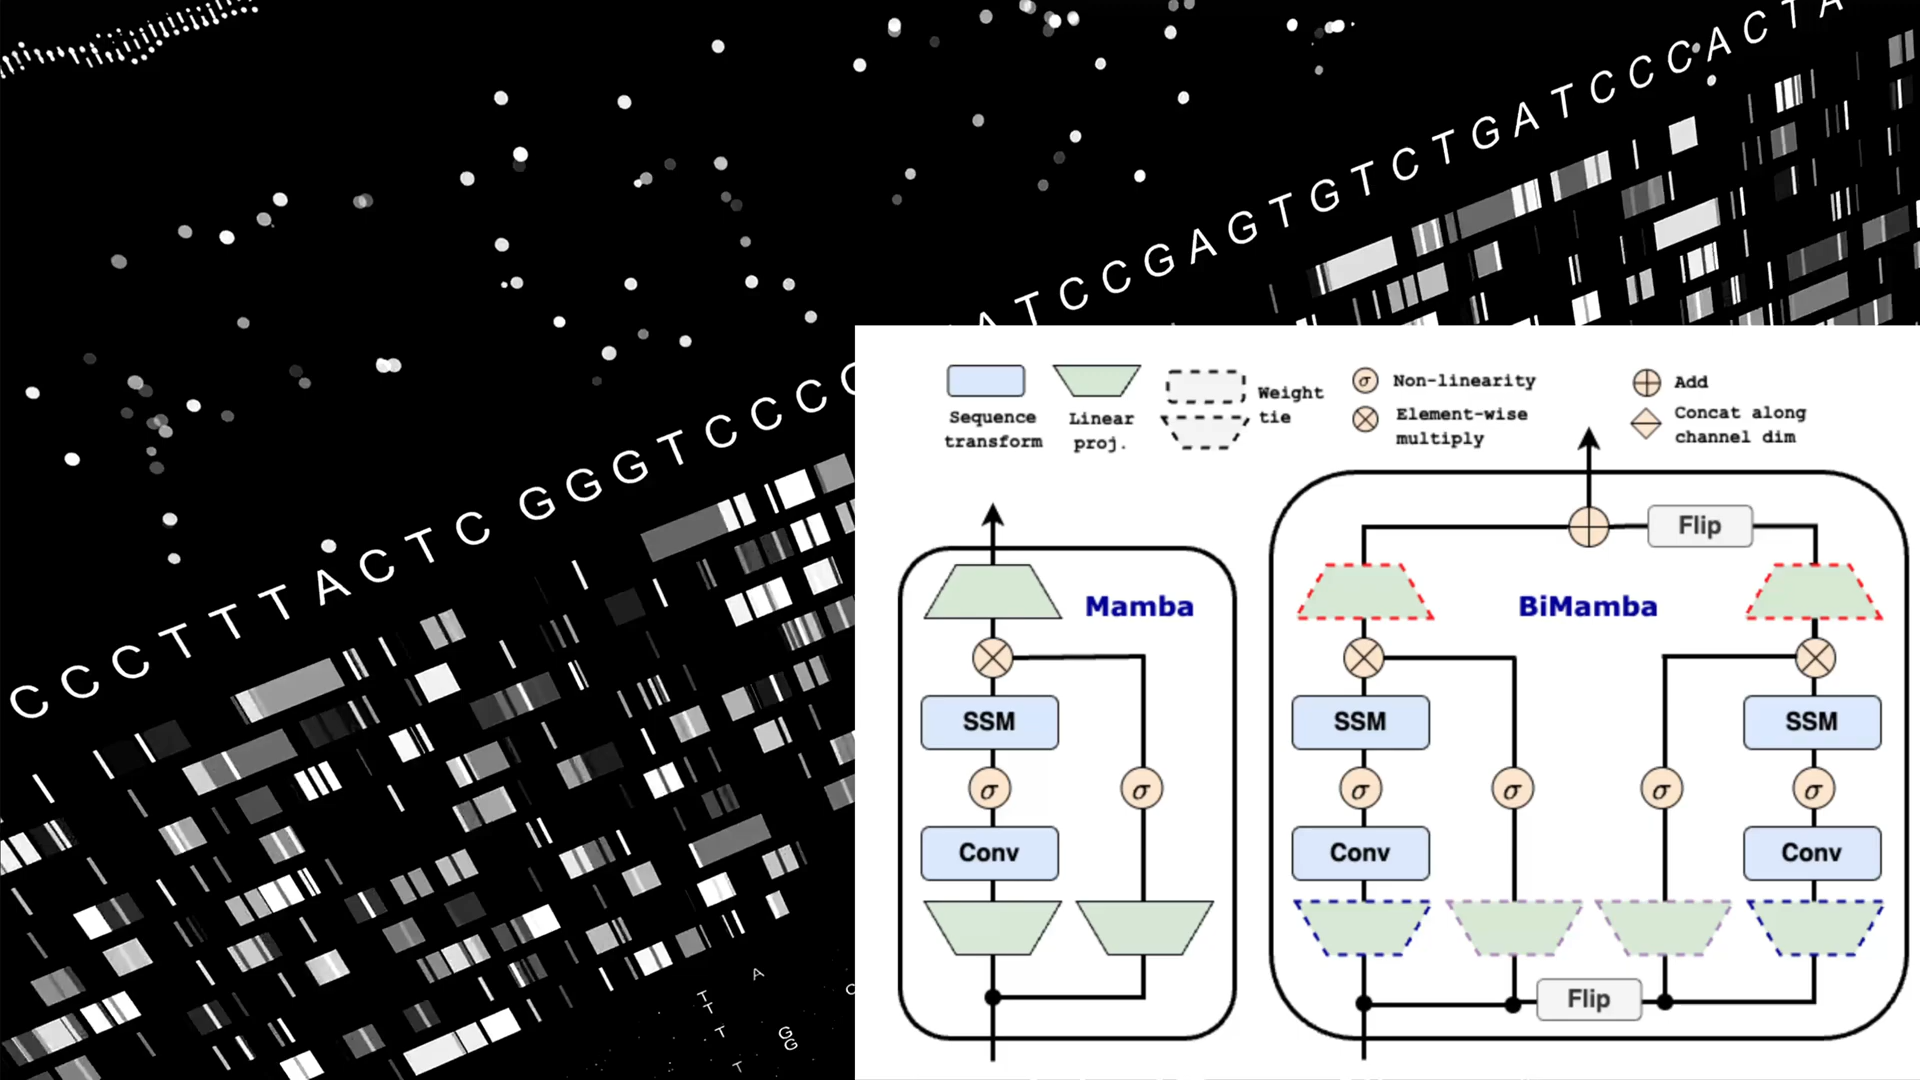 CCCTTTACTC GGGTCCCC
ATCCGAGTGTCTGATCCCACTA
T
T
T
T
A
G
G
C
Sequence
transform
Linear
proj.
Weight
tie
σ Non-linearity
Element-wise
multiply
Add
Concat along
channel dim
Mamba
SSM
σ
σ
Conv
Flip
BiMamba
SSM
SSM
σ
σ
σ
σ
Conv
Conv
Flip